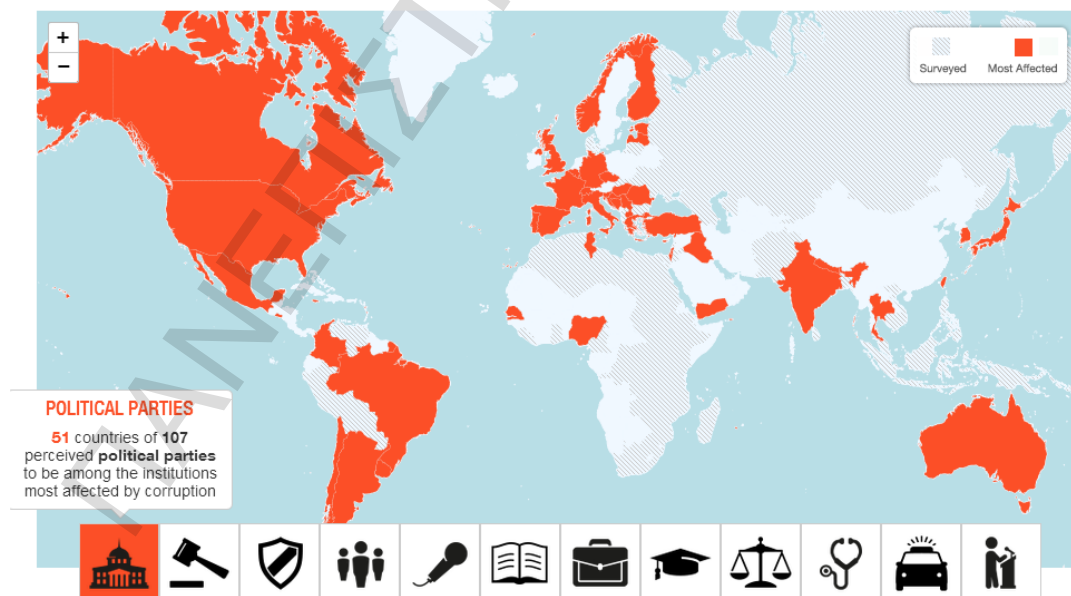 +
−
Surveyed
Most Affected
POLITICAL PARTIES
51 countries of 107
perceived political parties
to be among the institutions
most affected by corruption